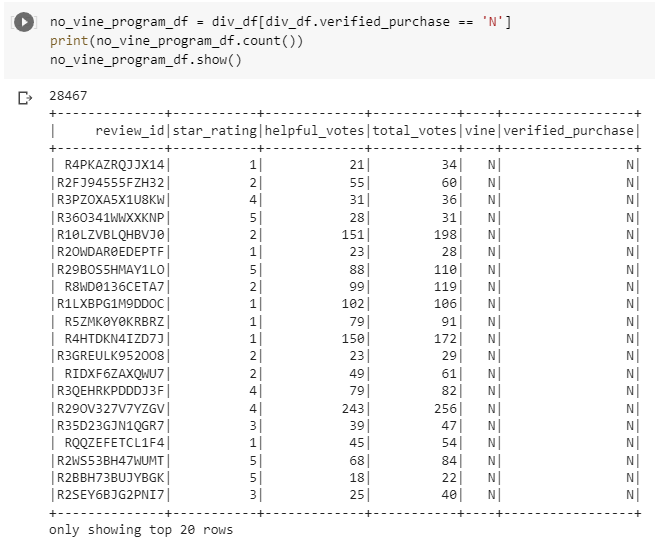 no_vine_program_df = div_df[div_df.verified_purchase == 'N']
print(no_vine_program_df.count())
no_vine_program_df.show()
28467
+--------------+-----------+-------------+-----------+----+-----------------+
|     review_id|star_rating|helpful_votes|total_votes|vine|verified_purchase|
+--------------+-----------+-------------+-----------+----+-----------------+
| R4PKAZRQJJX14|          1|           21|         34|   N|                N|
|R2FJ94555FZH32|          2|           55|         60|   N|                N|
|R3PZOXA5X1U8KW|          4|           31|         36|   N|                N|
|R36O341WWXXKNP|          5|           28|         31|   N|                N|
|R10LZVBLQHBVJ0|          2|          151|        198|   N|                N|
|R2OWDAR0EDEPTF|          1|           23|         28|   N|                N|
|R29BOS5HMAY1LO|          5|           88|        110|   N|                N|
| R8WD0136CETA7|          2|           99|        119|   N|                N|
|R1LXBPG1M9DDOC|          1|          102|        106|   N|                N|
| R5ZMK0Y0KRBRZ|          1|           79|         91|   N|                N|
| R4HTDKN4IZD7J|          1|          150|        172|   N|                N|
|R3GREULK952OO8|          2|           23|         29|   N|                N|
| RIDXF6ZAXQWU7|          2|           49|         61|   N|                N|
|R3QEHRKPDDDJ3F|          4|           79|         82|   N|                N|
|R29OV327V7YZGV|          4|          243|        256|   N|                N|
|R35D23GJN1QGR7|          3|           39|         47|   N|                N|
| RQQZEFETCL1F4|          1|           45|         54|   N|                N|
|R2WS53BH47WUMT|          5|           68|         84|   N|                N|
|R2BBH73BUJYBGK|          5|           18|         22|   N|                N|
|R2SEY6BJG2PNI7|          3|           25|         40|   N|                N|
+--------------+-----------+-------------+-----------+----+-----------------+
only showing top 20 rows